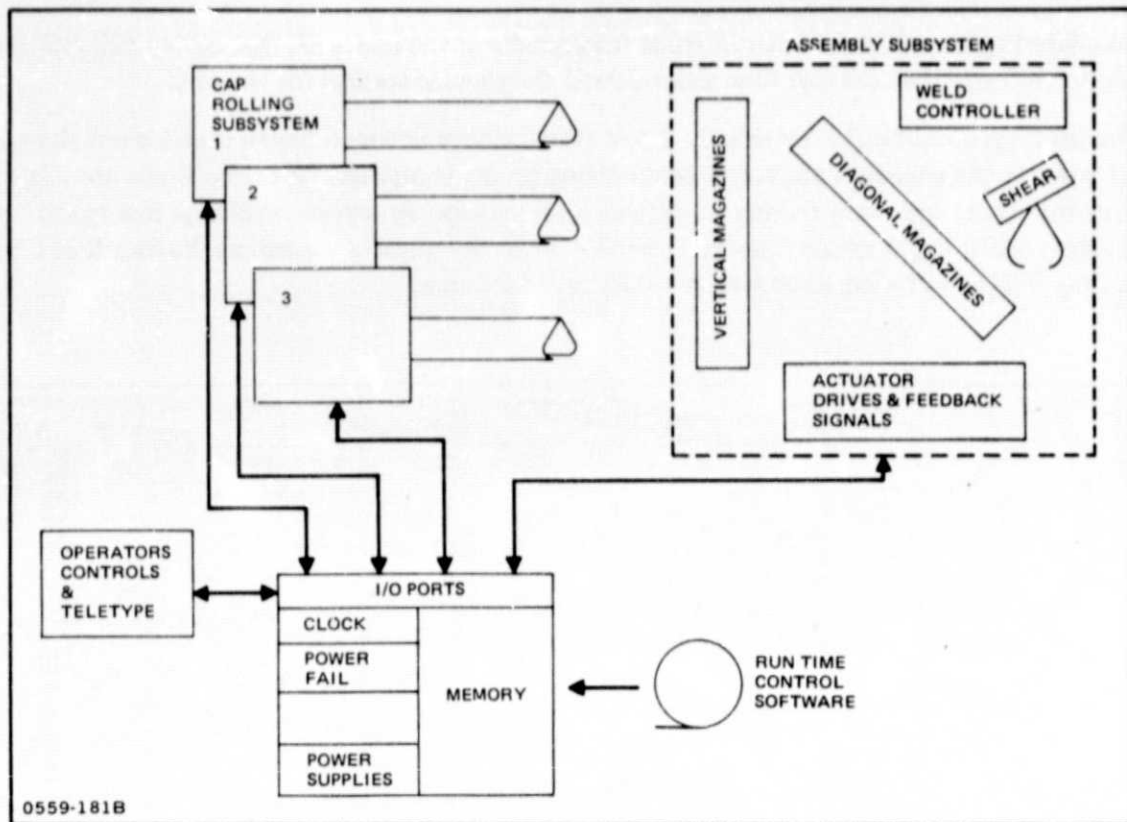 ASSEMBLY SUBSYSTEM
CAP
ROLLING
SUBSYSTEM
1
2
3
VERTICAL MAGAZINES
WELD
CONTROLLER
DIAGONAL MAGAZINES
SHEAR
ACTUATOR
DRIVES & FEEDBACK
SIGNALS
OPERATORS
CONTROLS
&
TELETYPE
I/O PORTS
CLOCK
POWER
FAIL
MEMORY
POWER
SUPPLIES
RUN TIME
CONTROL
SOFTWARE
0559-181B